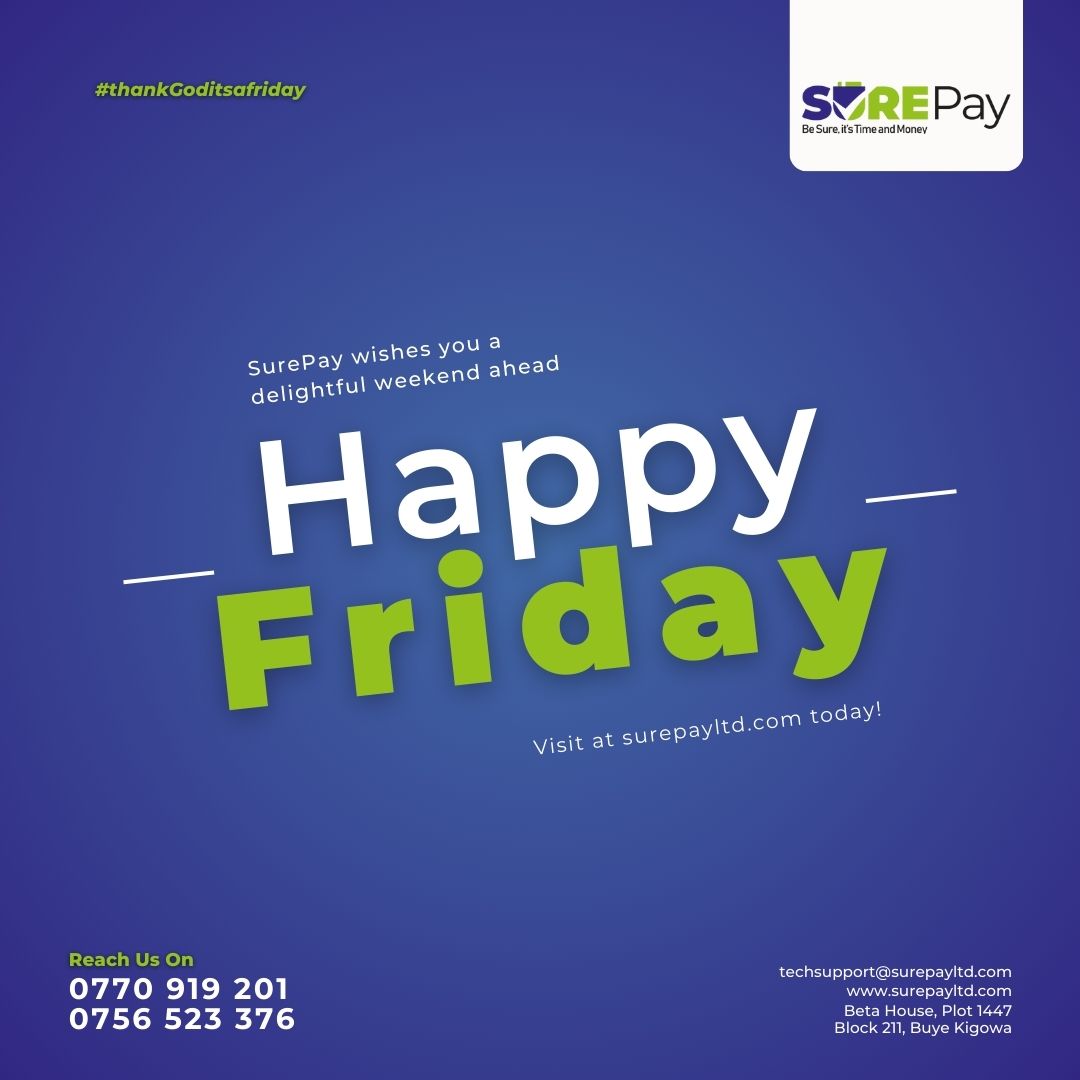 #thankGoditsafriday
SUREPay
Be Sure, it's Time and Money
SurePay wishes you a
delightful weekend ahead
Happy
Friday
Visit at surepayltd.com today!
Reach Us On
0770 919 201
0756 523 376
techsupport@surepayltd.com
www.surepayltd.com
Beta House, Plot 1447
Block 211, Buye Kigowa